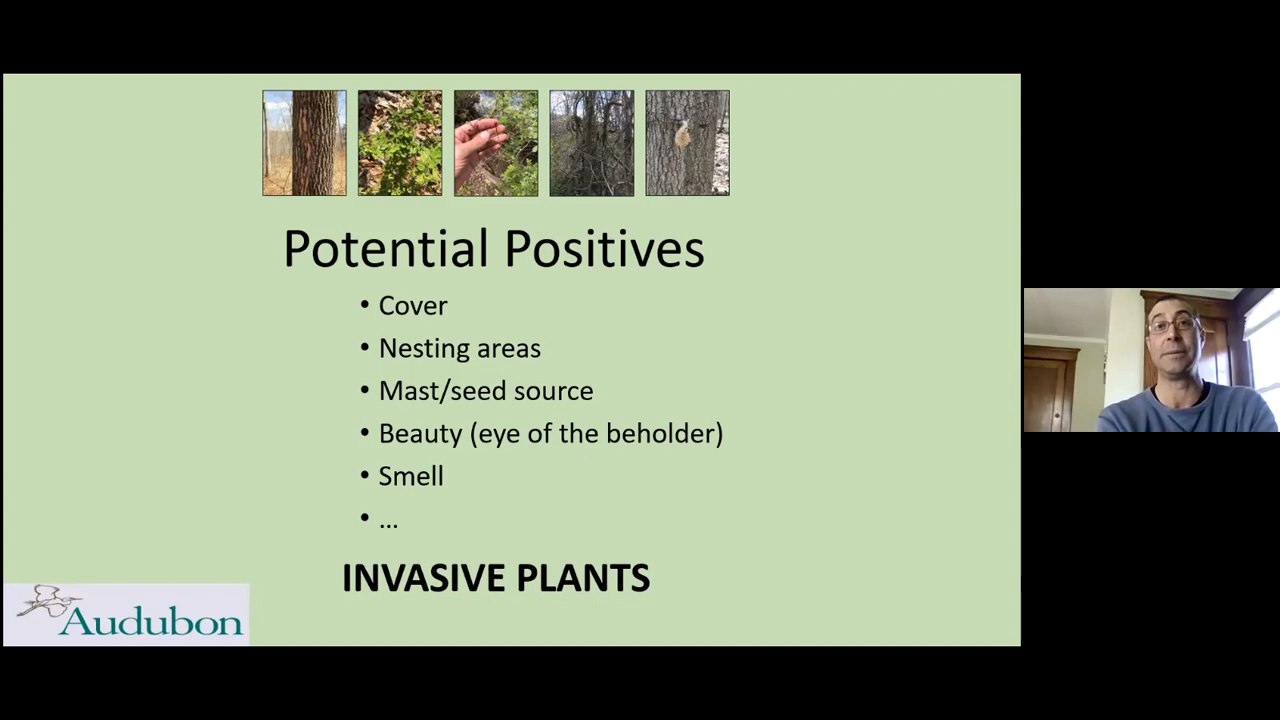 Potential Positives
• Cover
• Nesting areas
• Mast/seed source
• Beauty (eye of the beholder)
• Smell
• ...
INVASIVE PLANTS
Audubon